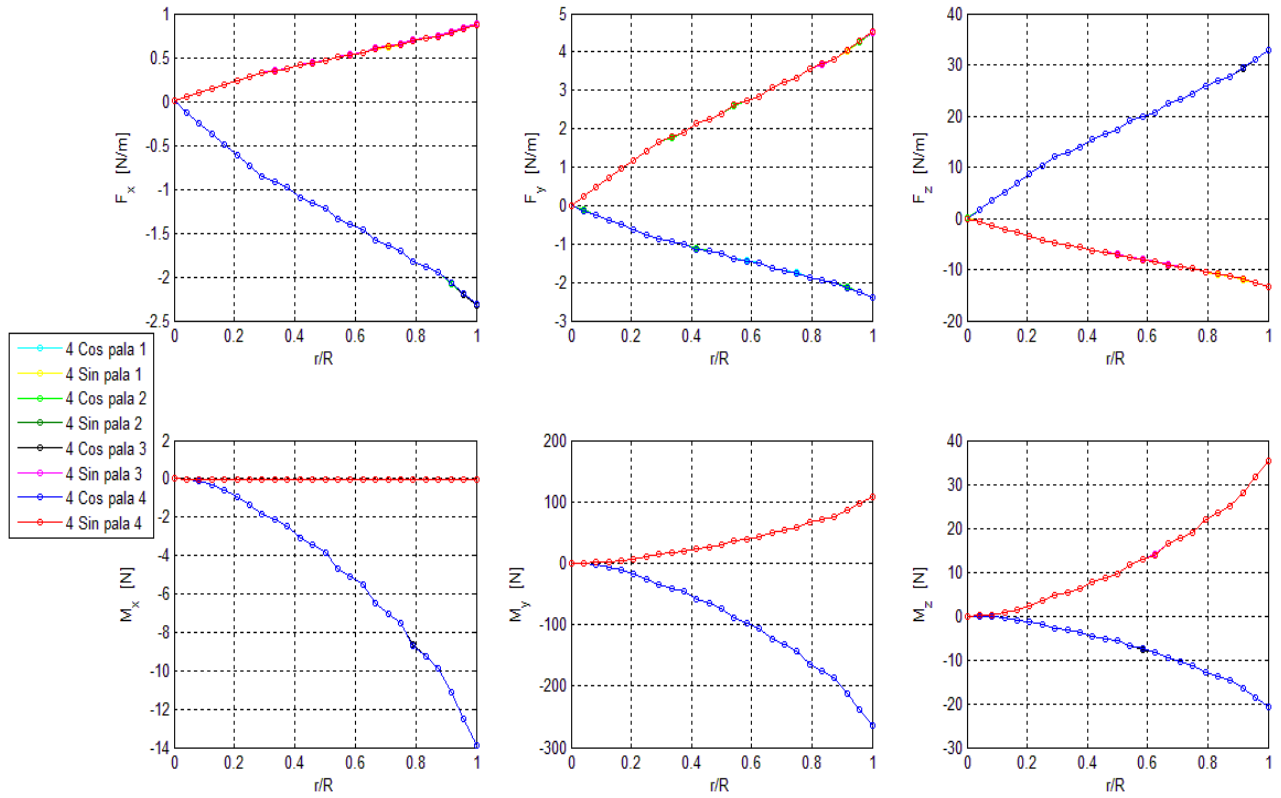 1
0.5
0
-0.5
-1
-1.5
-2
-2.5
F_x [N/m]
0 0.2 0.4 0.6 0.8 1
r/R
5
4
3
2
1
0
-1
-2
-3
F_y [N/m]
0 0.2 0.4 0.6 0.8 1
r/R
40
30
20
10
0
-10
-20
F_z [N/m]
0 0.2 0.4 0.6 0.8 1
r/R
4 Cos pala 1
4 Sin pala 1
4 Cos pala 2
4 Sin pala 2
4 Cos pala 3
4 Sin pala 3
4 Cos pala 4
4 Sin pala 4
2
0
-2
-4
-6
-8
-10
-12
-14
M_x [N]
0 0.2 0.4 0.6 0.8 1
r/R
200
100
0
-100
-200
-300
M_y [N]
0 0.2 0.4 0.6 0.8 1
r/R
40
30
20
10
0
-10
-20
-30
M_z [N]
0 0.2 0.4 0.6 0.8 1
r/R